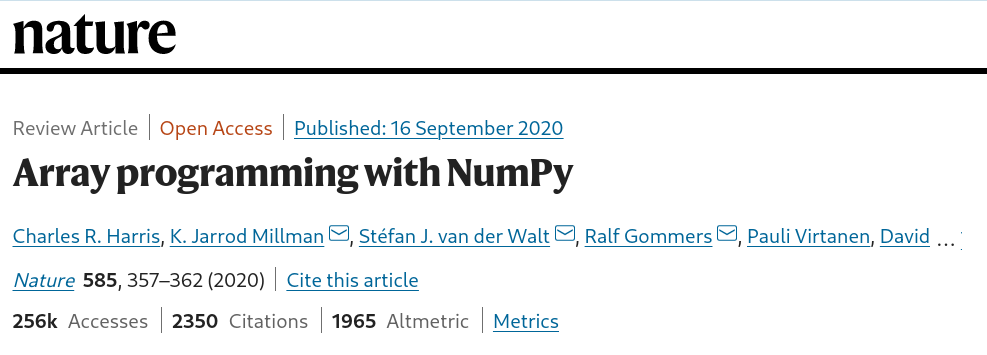 nature
Review Article | Open Access | Published: 16 September 2020
Array programming with NumPy
Charles R. Harris, K. Jarrod Millman, Stéfan J. van der Walt, Ralf Gommers, Pauli Virtanen, David ...
Nature 585, 357–362 (2020) | Cite this article
256k Accesses | 2350 Citations | 1965 Altmetric | Metrics